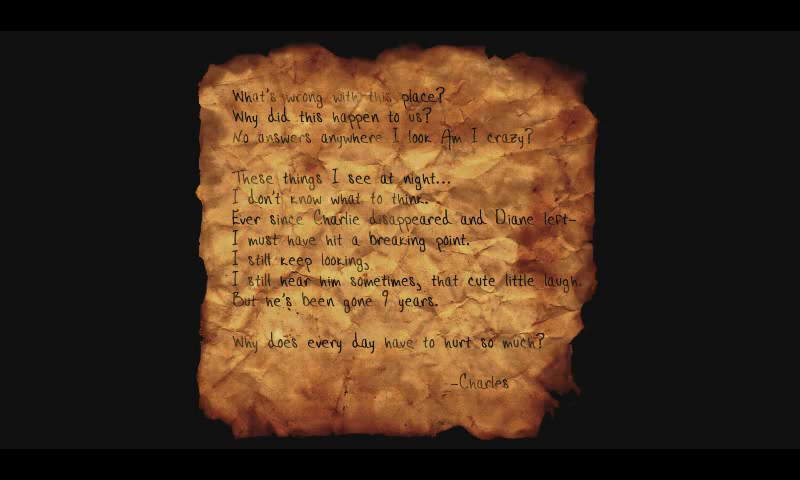 What's wrong with this place?
Why did this happen to us?
No answers anywhere I look Am I crazy?
These things I see at night...
I don't know what to think.
Ever since Charlie disappeared and Diane left-
I must have hit a breaking point.
I still keep looking,
I still hear him sometimes, that cute little laugh.
But he's been gone 9 years.
Why does every day have to hurt so much?
-Charles